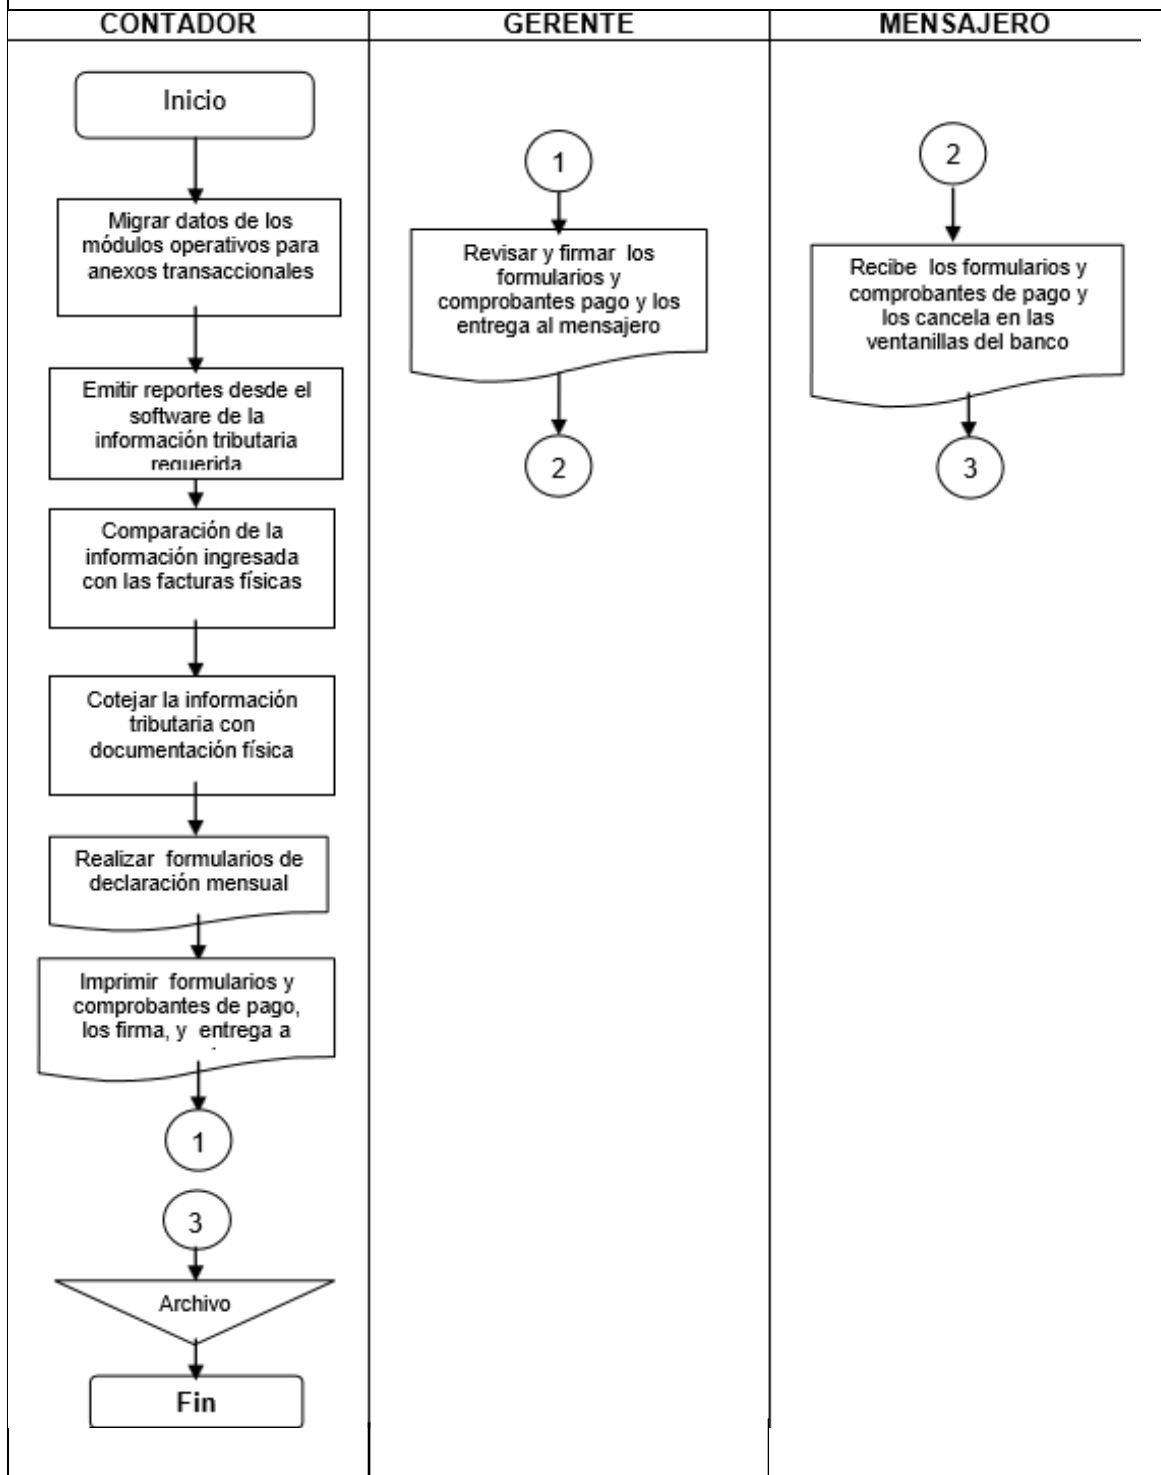 CONTADOR
GERENTE
MENSAJERO
Inicio
Migrar datos de los
módulos operativos para
anexos transaccionales
Emitir reportes desde el
software de la
información tributaria
requerida
Comparación de la
información ingresada
con las facturas físicas
Cotejar la información
tributaria con
documentación física
Realizar formularios de
declaración mensual
Imprimir formularios y
comprobantes de pago,
los firma, y entrega a
1
3
Archivo
Fin
1
Revisar y firmar los
formularios y
comprobantes pago y los
entrega al mensajero
2
2
Recibe los formularios y
comprobantes de pago y
los cancela en las
ventanillas del banco
3